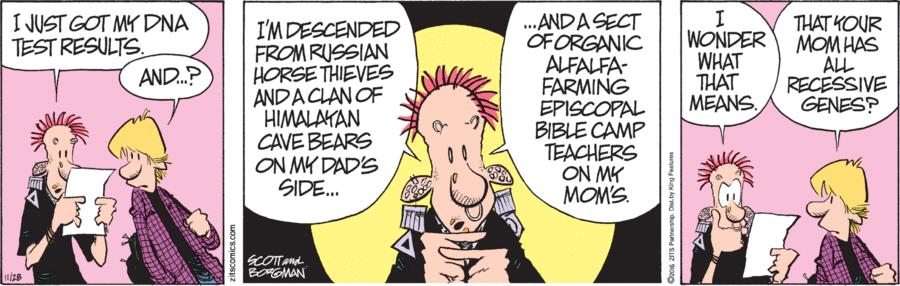 I JUST GOT MY DNA
TEST RESULTS.
AND...?
11/28
zitscomics.com
I'M DESCENDED
FROM RUSSIAN
HORSE THIEVES
AND A CLAN OF
HIMALAYAN
CAVE BEARS
ON MY DAD'S
SIDE...
...AND A SECT
OF ORGANIC
ALFALFA-
FARMING
EPISCOPAL
BIBLE CAMP
TEACHERS
ON MY
MOM'S.
SCOTT and
BORGMAN
©2016, ZITS Partnership. Dist. by King Features
I
WONDER
WHAT
THAT
MEANS.
THAT YOUR
MOM HAS
ALL
RECESSIVE
GENES?